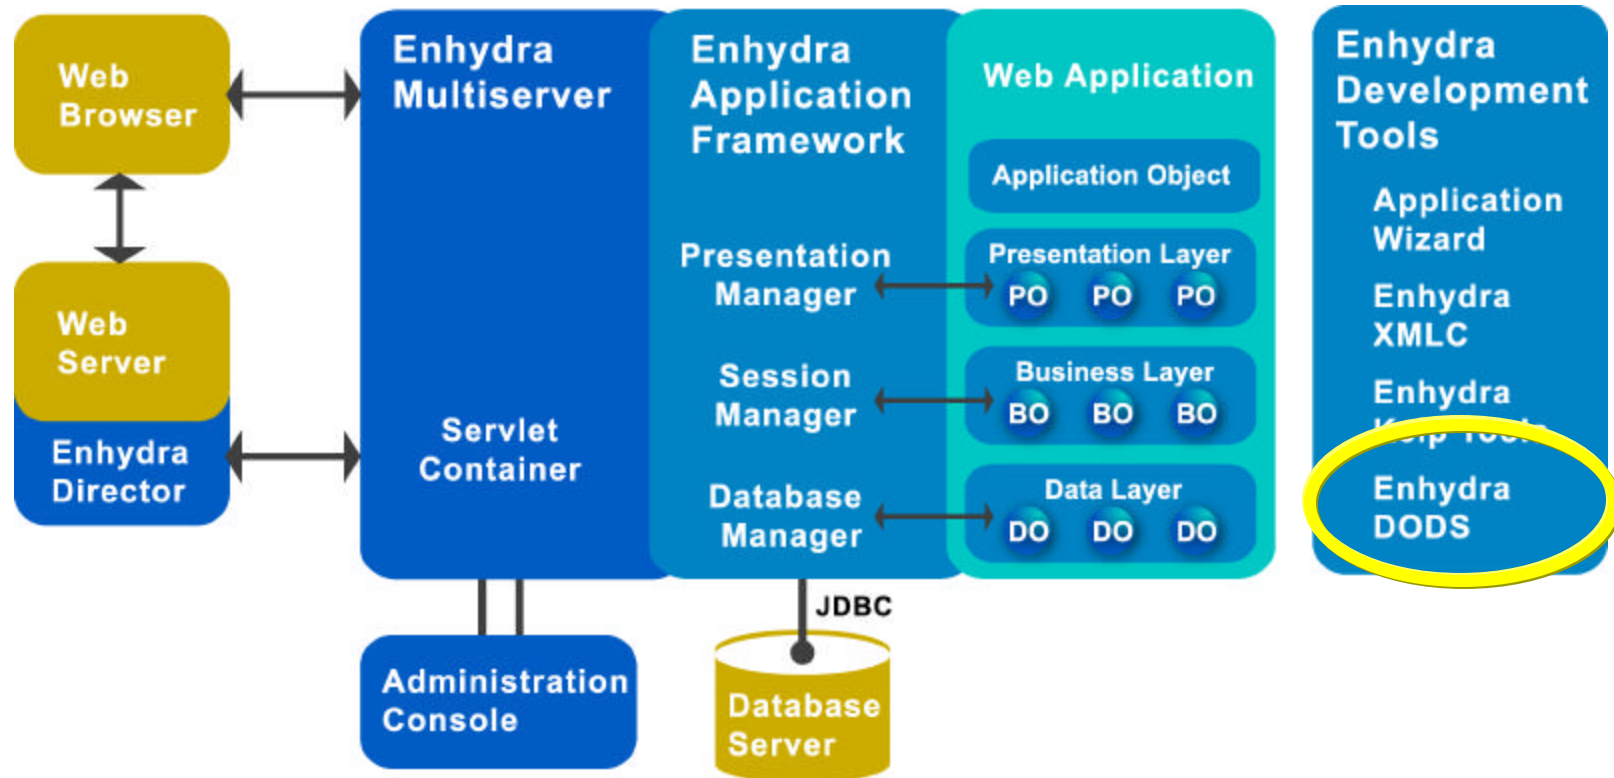 Web
Browser
Web
Server
Enhydra
Director
Enhydra
Multiserver
Servlet
Container
Administration
Console
Enhydra
Application
Framework
Presentation
Manager
Session
Manager
Database
Manager
JDBC
Database
Server
Web Application
Application Object
Presentation Layer
PO PO PO
Business Layer
BO BO BO
Data Layer
DO DO DO
Enhydra
Development
Tools
Application
Wizard
Enhydra
XMLC
Enhydra
Kelp Tools
Enhydra
DODS